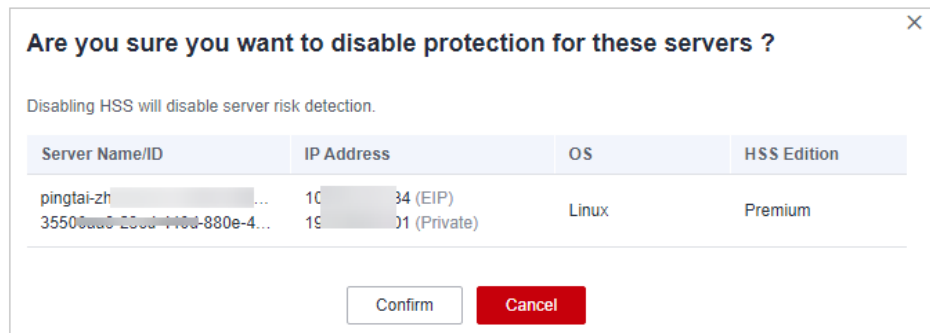 Are you sure you want to disable protection for these servers ?
Disabling HSS will disable server risk detection.
Server Name/ID IP Address OS HSS Edition
pingtai-zh ... 10 34 (EIP) Linux Premium
355 -880e-4... 19 01 (Private)
Confirm Cancel